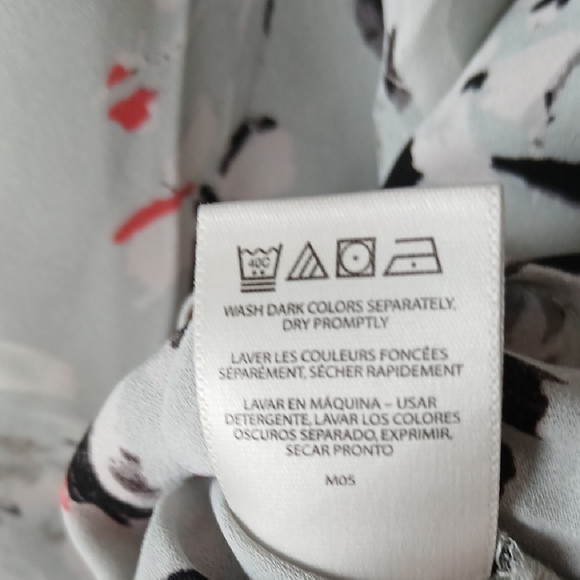 40C
WASH DARK COLORS SEPARATELY,
DRY PROMPTLY
LAVER LES COULEURS FONCÉES
SÉPARÉMENT, SÉCHER RAPIDEMENT
LAVAR EN MÁQUINA – USAR
DETERGENTE, LAVAR LOS COLORES
OSCUROS SEPARADO, EXPRIMIR,
SECAR PRONTO
M05